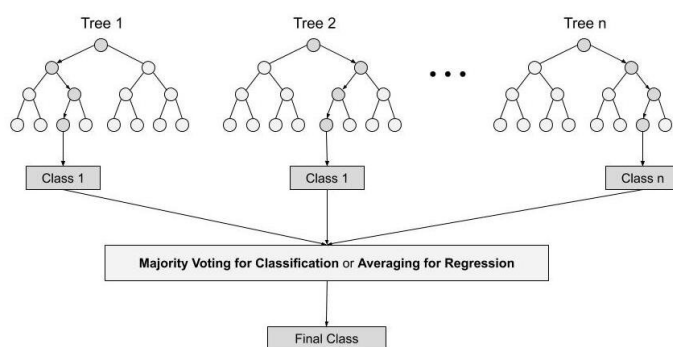 Tree 1
Tree 2
Tree n
Class 1
Class 1
Class n
Majority Voting for Classification or Averaging for Regression
Final Class